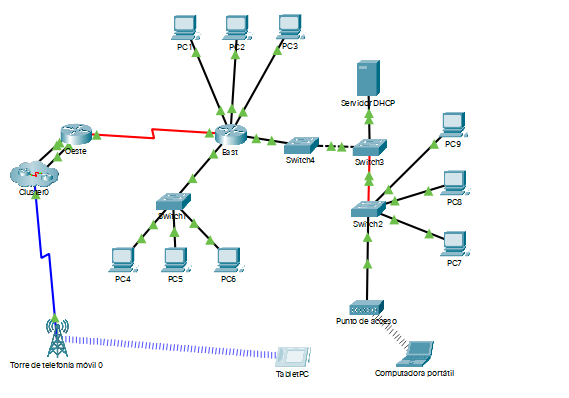 PC1
PC2
PC3
Servidor DHCP
PC9
Oeste
East
Switch4
Switch3
Cluster0
PC8
Switch1
Switch2
PC4
PC5
PC6
PC7
Punto de acceso
Torre de telefonía móvil 0
TabletPC
Computadora portátil